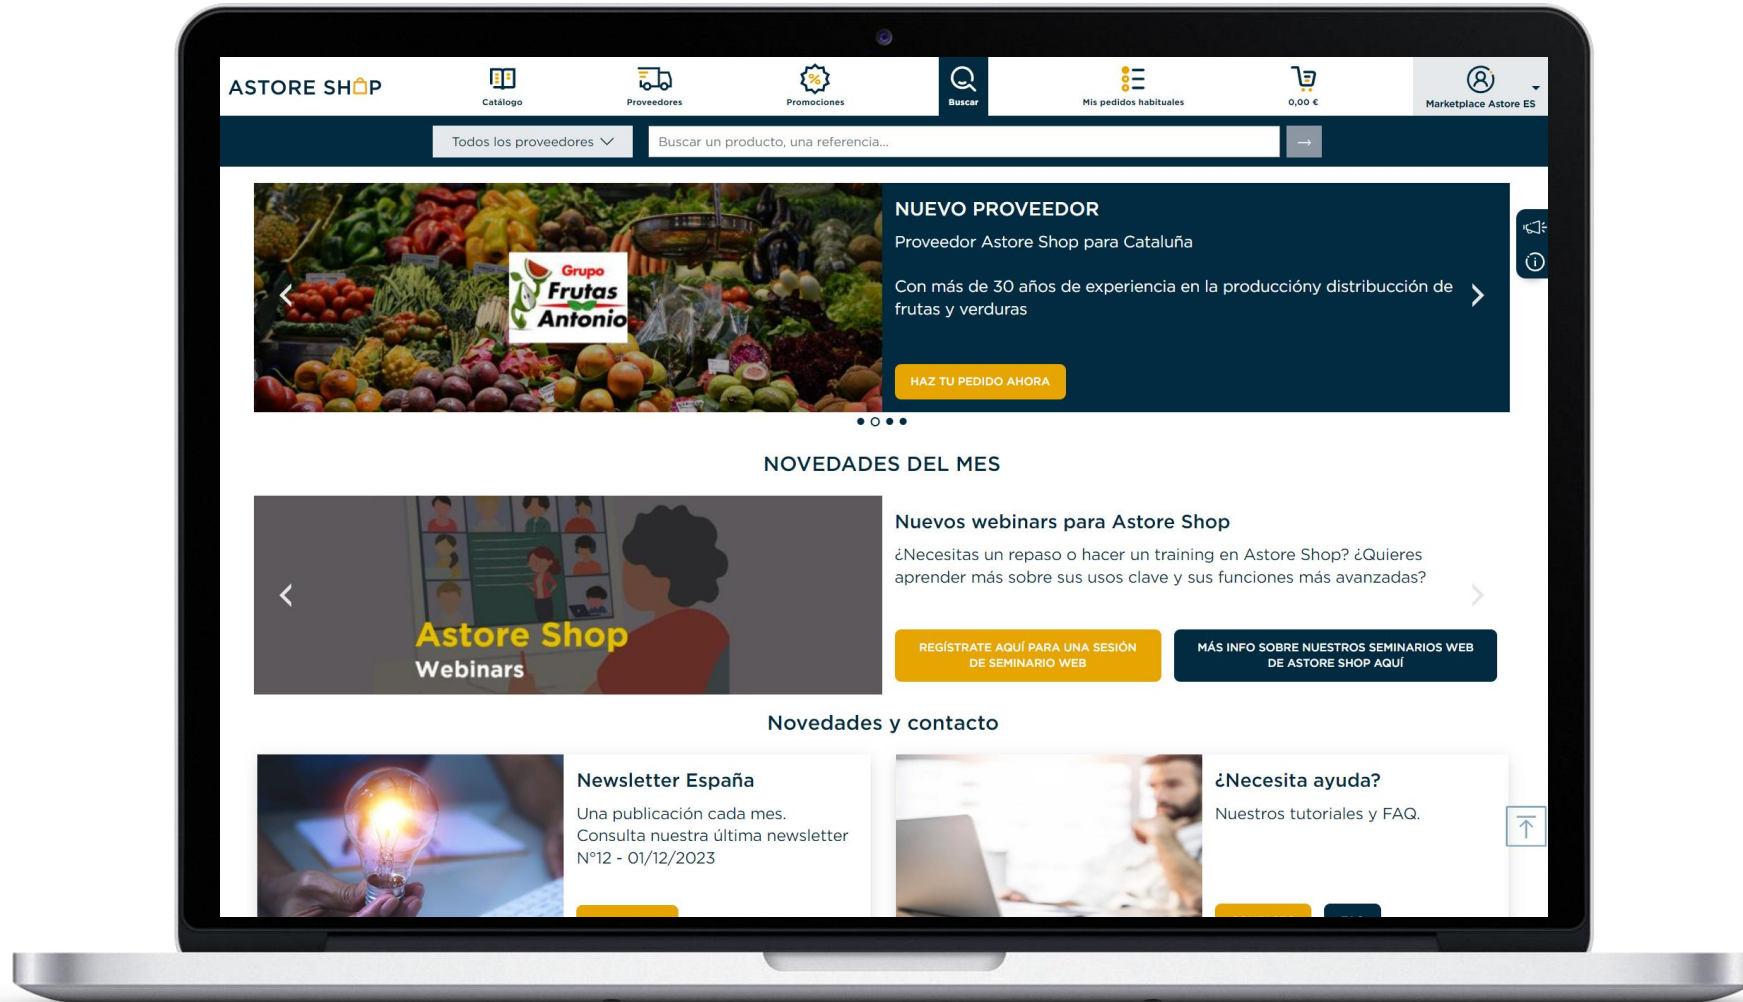 ASTORE SHOP
Catálogo
Proveedores
Promociones
Buscar
Mis pedidos habituales
0,00 €
Marketplace Astore ES
Todos los proveedores
Buscar un producto, una referencia...
Grupo
Frutas
Antonio
NUEVO PROVEEDOR
Proveedor Astore Shop para Cataluña
Con más de 30 años de experiencia en la produccióny distribucción de
frutas y verduras
HAZ TU PEDIDO AHORA
NOVEDADES DEL MES
Astore Shop
Webinars
Nuevos webinars para Astore Shop
¿Necesitas un repaso o hacer un training en Astore Shop? ¿Quieres
aprender más sobre sus usos clave y sus funciones más avanzadas?
REGÍSTRATE AQUÍ PARA UNA SESIÓN
DE SEMINARIO WEB
MÁS INFO SOBRE NUESTROS SEMINARIOS WEB
DE ASTORE SHOP AQUÍ
Novedades y contacto
Newsletter España
Una publicación cada mes.
Consulta nuestra última newsletter
N°12 - 01/12/2023
¿Necesita ayuda?
Nuestros tutoriales y FAQ.